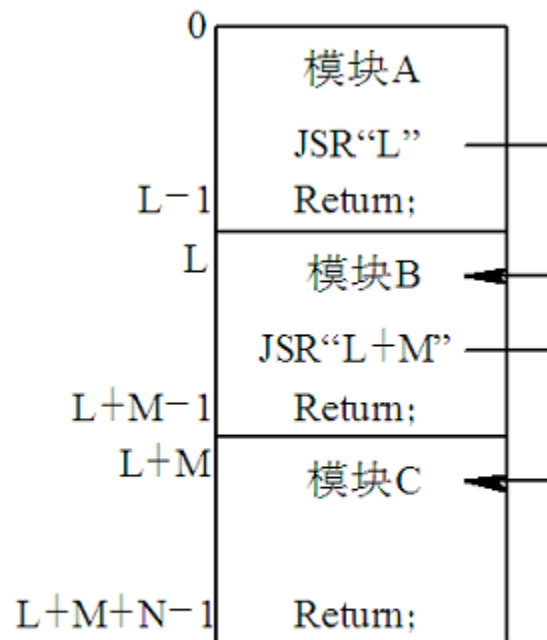 0
模块A
JSR“L”
L-1 Return;
L
模块B
JSR“L+M”
L+M-1 Return;
L+M
模块C
L+M+N-1 Return;